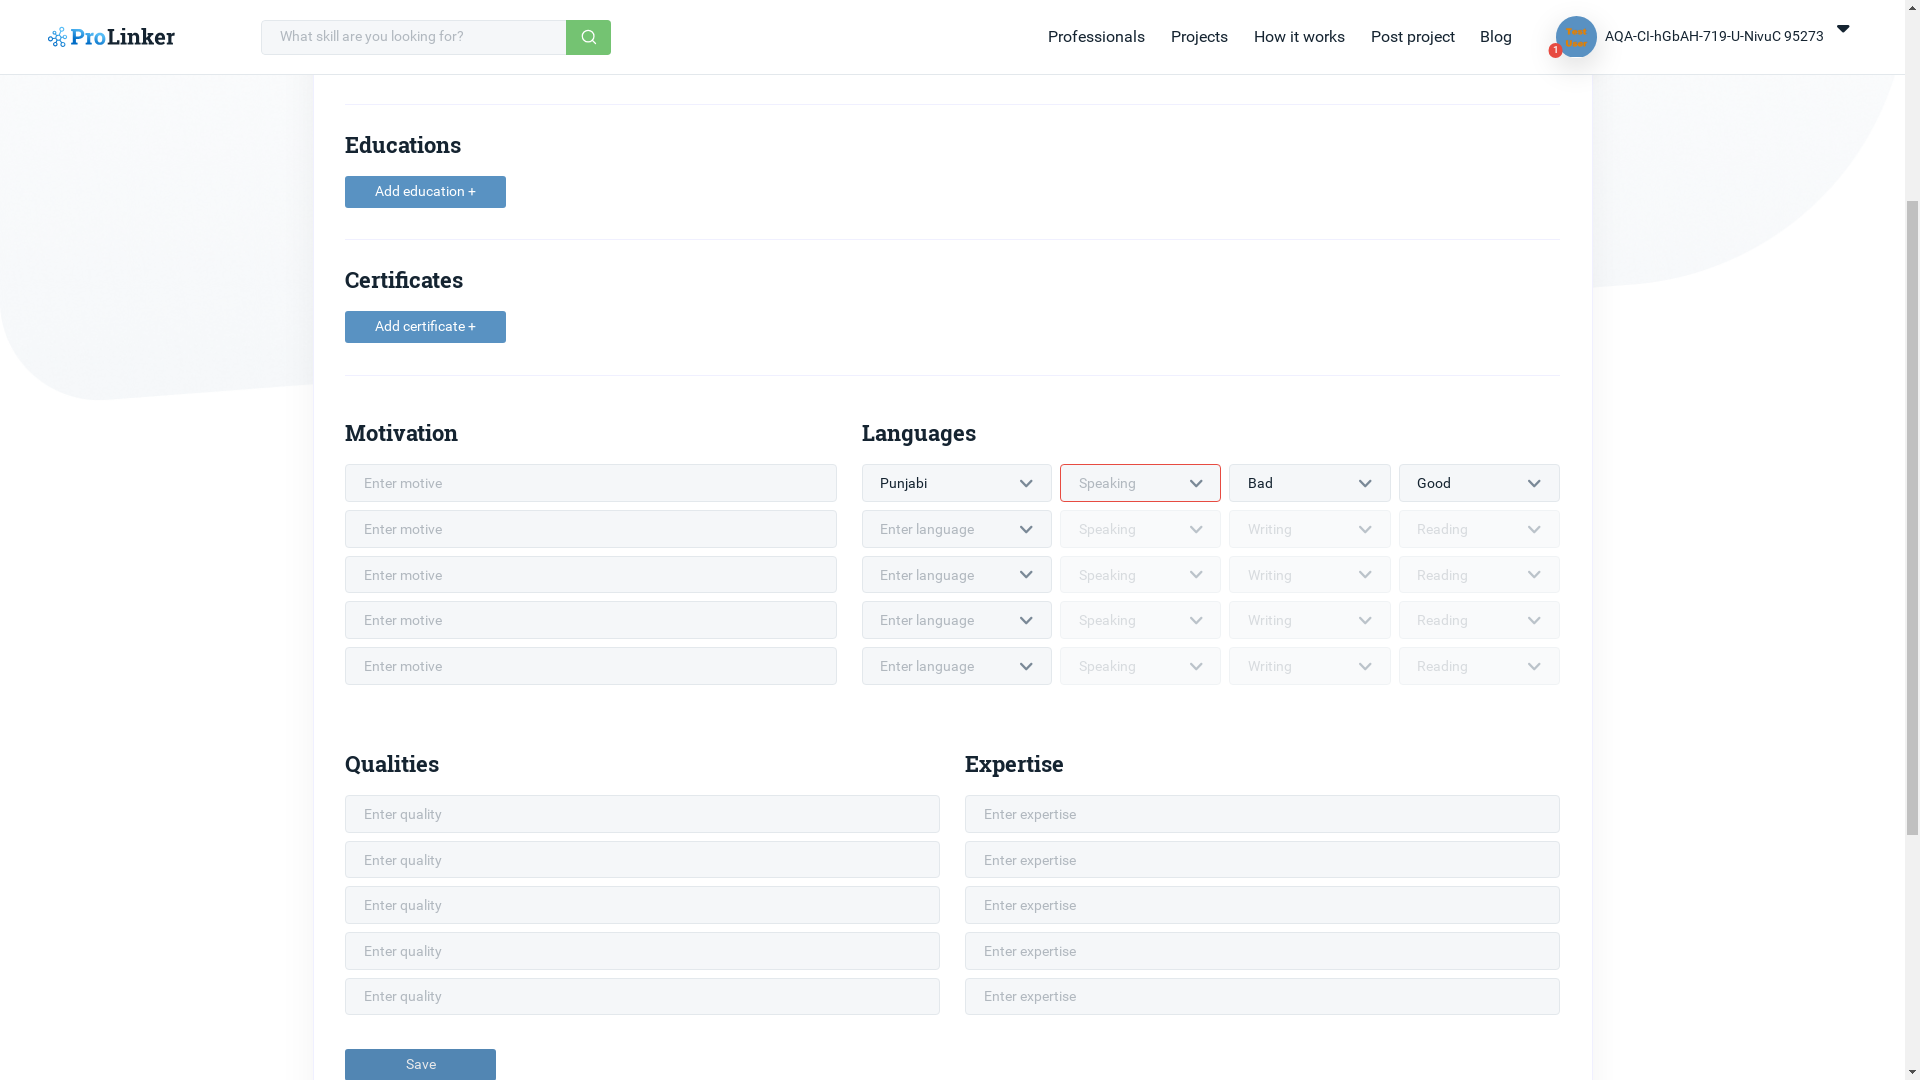 ProLinker
What skill are you looking for?
Professionals
Projects
How it works
Post project
Blog
Test
User
1
AQA-CI-hGbAH-719-U-NivuC 95273
Educations
Add education +
Certificates
Add certificate +
Motivation
Enter motive
Enter motive
Enter motive
Enter motive
Enter motive
Languages
Punjabi Speaking Bad Good
Enter language Speaking Writing Reading
Enter language Speaking Writing Reading
Enter language Speaking Writing Reading
Enter language Speaking Writing Reading
Qualities
Enter quality
Enter quality
Enter quality
Enter quality
Enter quality
Expertise
Enter expertise
Enter expertise
Enter expertise
Enter expertise
Enter expertise
Save